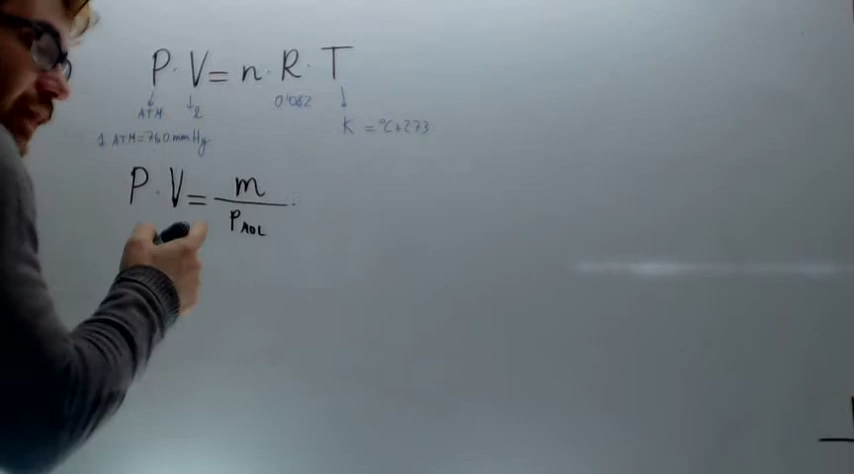 P · V = n · R · T
ATM l 0'082
K = °C+273
1 ATM = 760 mmHg
P · V = m / PMOL ·